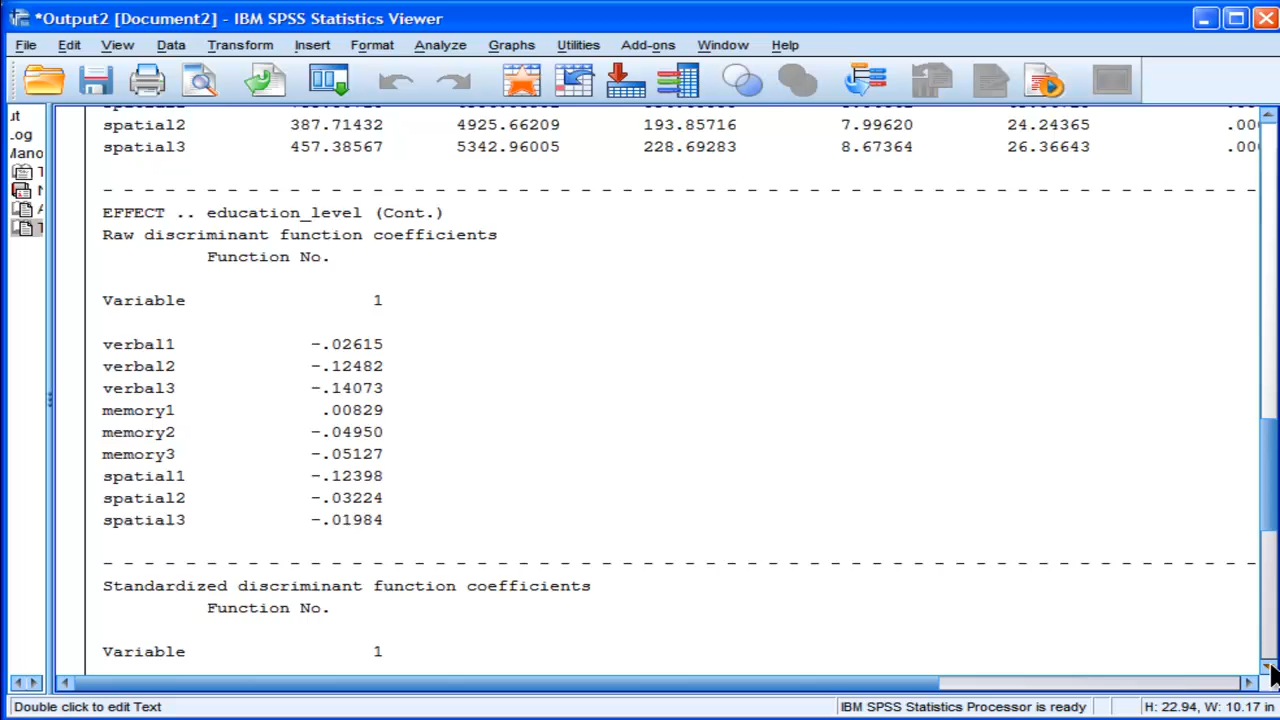 *Output2 [Document2] - IBM SPSS Statistics Viewer
File Edit View Data Transform Insert Format Analyze Graphs Utilities Add-ons Window Help
ut
Log
Mano
T
N
A
T
spatial2 387.71432 4925.66209 193.85716 7.99620 24.24365 .000
spatial3 457.38567 5342.96005 228.69283 8.67364 26.36643 .000
- - - - - - - - - - - - - - - - - - - - - - - - - - - - - - - - - - - - - - - - - - - - - - - - - - - - - - - -
EFFECT .. education_level (Cont.)
Raw discriminant function coefficients
Function No.
Variable 1
verbal1 -.02615
verbal2 -.12482
verbal3 -.14073
memory1 .00829
memory2 -.04950
memory3 -.05127
spatial1 -.12398
spatial2 -.03224
spatial3 -.01984
- - - - - - - - - - - - - - - - - - - - - - - - - - - - - - - - - - - - - - - - - - - - - - - - - - - - - - - -
Standardized discriminant function coefficients
Function No.
Variable 1
Double click to edit Text
IBM SPSS Statistics Processor is ready
H: 22.94, W: 10.17 in